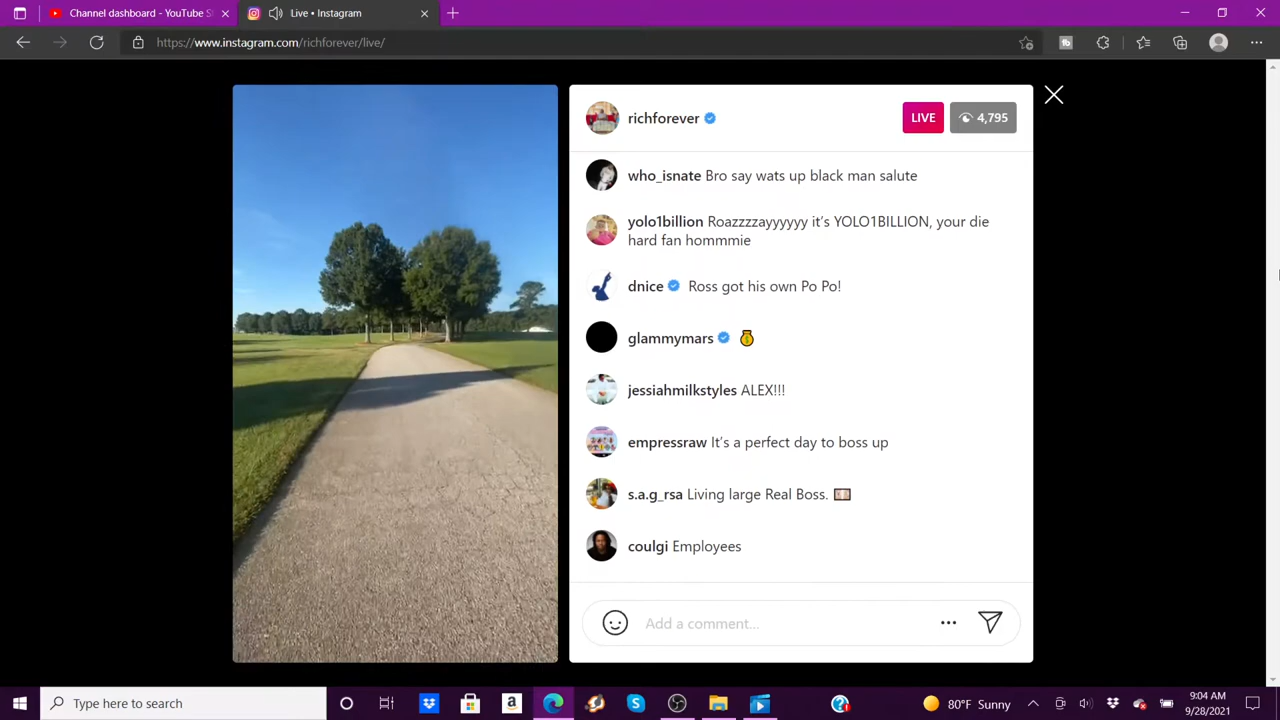 Channel dashboard - YouTube St
Live • Instagram
https://www.instagram.com/richforever/live/
richforever
LIVE
4,795
who_isnate Bro say wats up black man salute
yolo1billion Roazzzzayyyyyy it's YOLO1BILLION, your die
hard fan hommmie
dnice Ross got his own Po Po!
glammymars
jessiahmilkstyles ALEX!!!
empressraw It's a perfect day to boss up
s.a.g_rsa Living large Real Boss.
coulgi Employees
Add a comment...
Type here to search
80°F Sunny
9:04 AM
9/28/2021